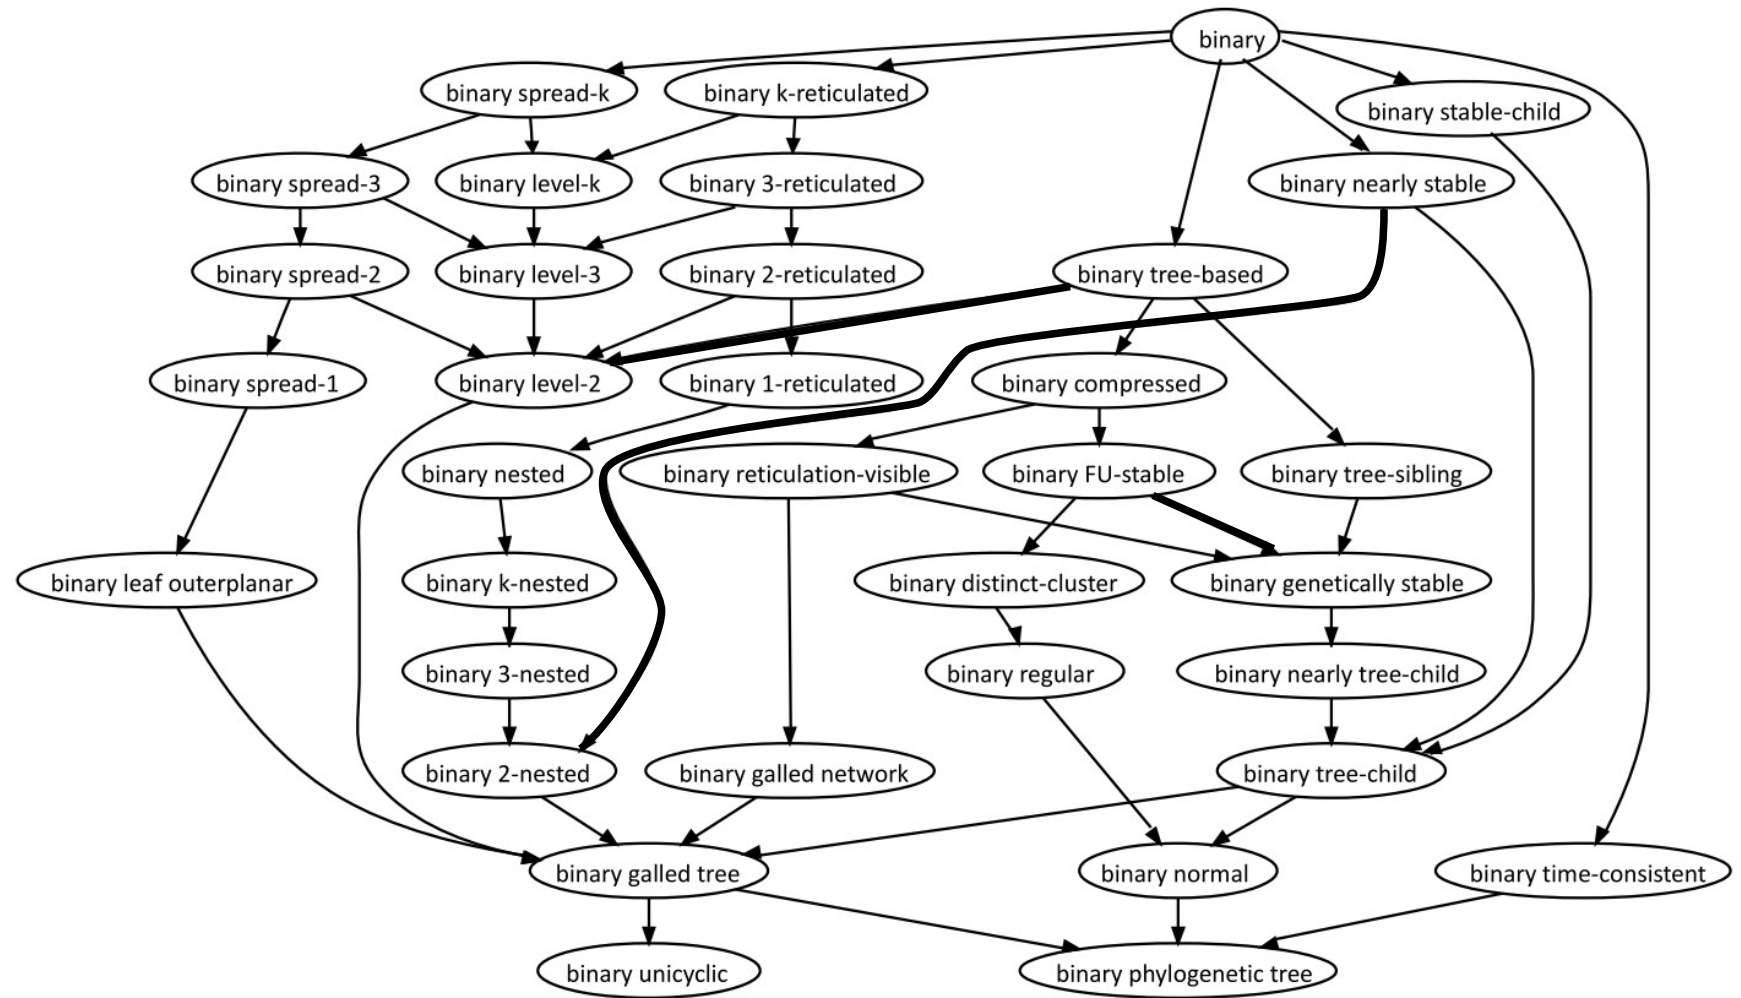 binary
binary spread-k
binary k-reticulated
binary stable-child
binary spread-3
binary level-k
binary 3-reticulated
binary nearly stable
binary spread-2
binary level-3
binary 2-reticulated
binary tree-based
binary spread-1
binary level-2
binary 1-reticulated
binary compressed
binary nested
binary reticulation-visible
binary FU-stable
binary tree-sibling
binary leaf outerplanar
binary k-nested
binary distinct-cluster
binary genetically stable
binary 3-nested
binary regular
binary nearly tree-child
binary 2-nested
binary galled network
binary tree-child
binary galled tree
binary normal
binary time-consistent
binary unicyclic
binary phylogenetic tree